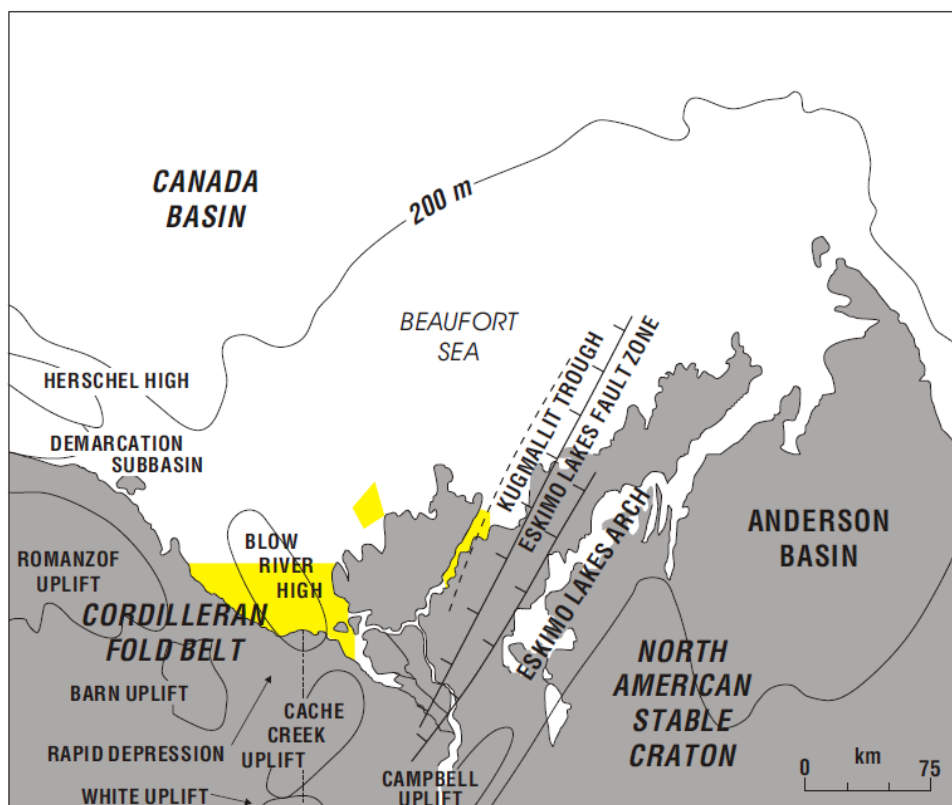 CANADA
BASIN
200 m
BEAUFORT
SEA
HERSCHEL HIGH
DEMARCATION
SUBBASIN
KUGMALLIT TROUGH
ESKIMO LAKES FAULT ZONE
ESKIMO LAKES ARCH
ANDERSON
BASIN
BLOW
RIVER
HIGH
ROMANZOF
UPLIFT
CORDILLERAN
FOLD BELT
NORTH
AMERICAN
STABLE
CRATON
BARN UPLIFT
CACHE
CREEK
UPLIFT
RAPID DEPRESSION
CAMPBELL
UPLIFT
WHITE UPLIFT
km
0 75